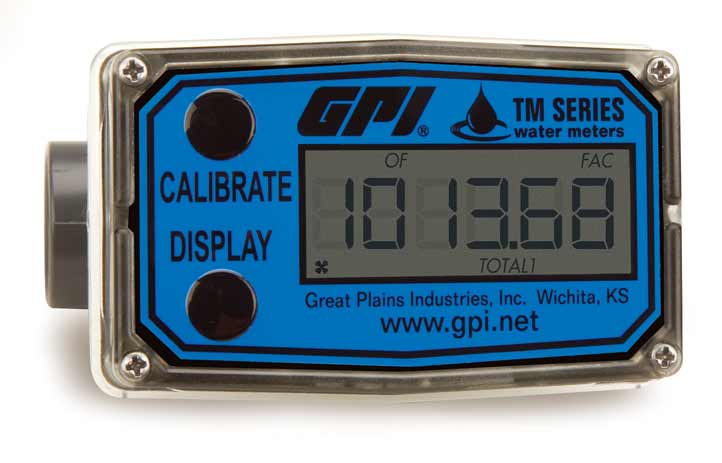 GPI®
TM SERIES
water meters
CALIBRATE
DISPLAY
OF FAC
1013.68
TOTAL1
Great Plains Industries, Inc. Wichita, KS
www.gpi.net